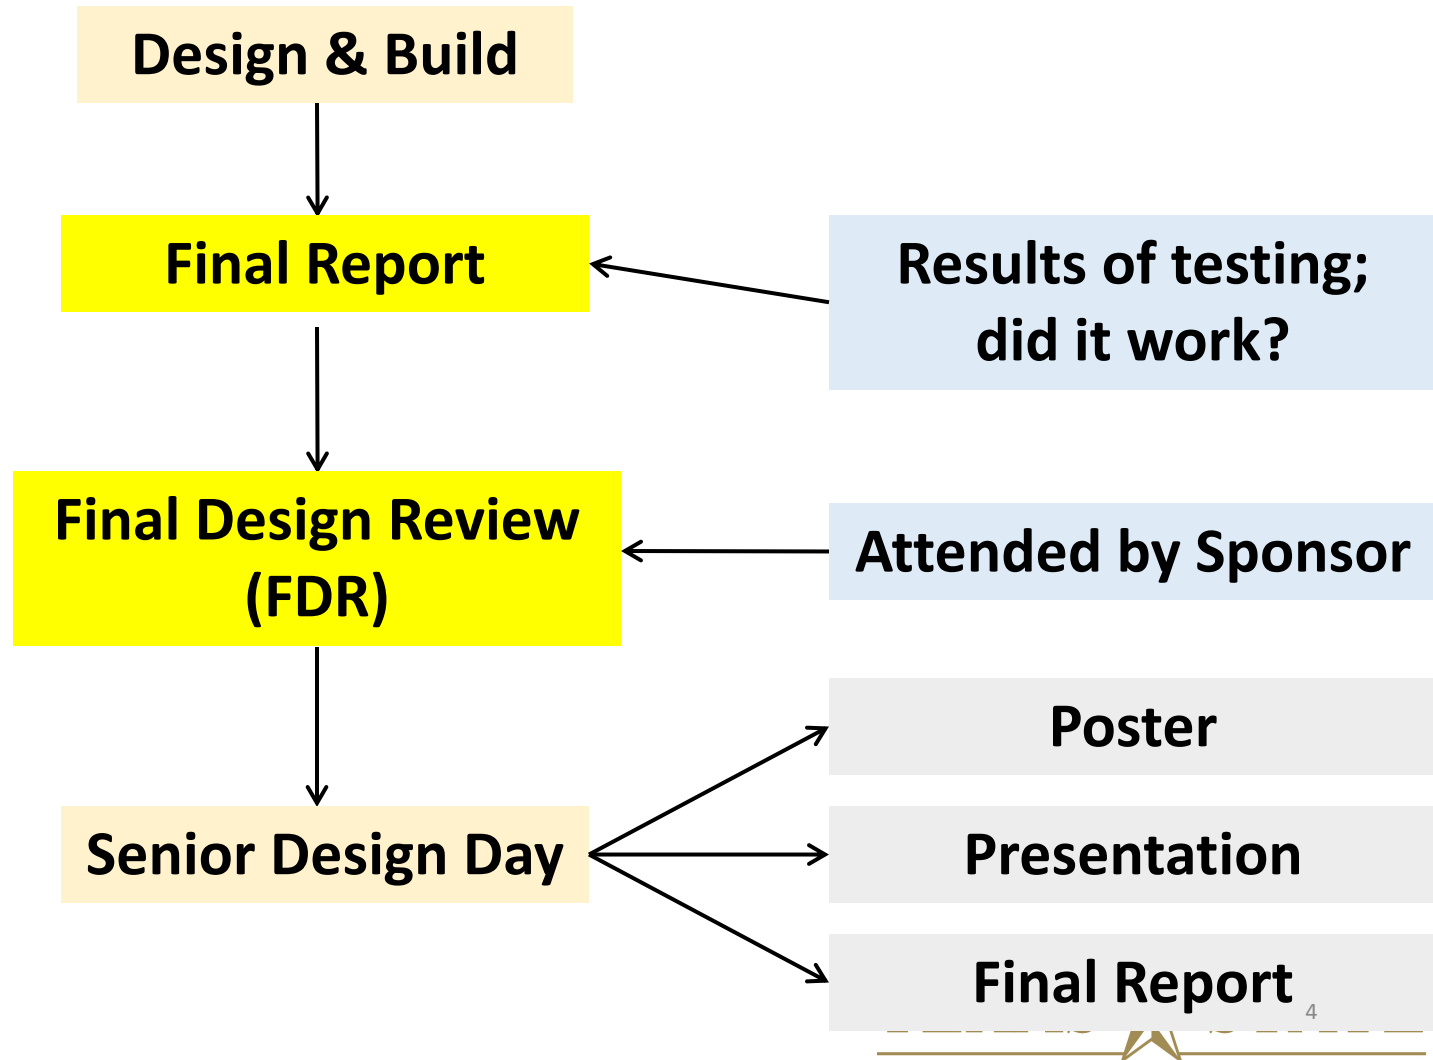 Design & Build
Final Report
Results of testing;
did it work?
Final Design Review
(FDR)
Attended by Sponsor
Poster
Senior Design Day
Presentation
Final Report
4